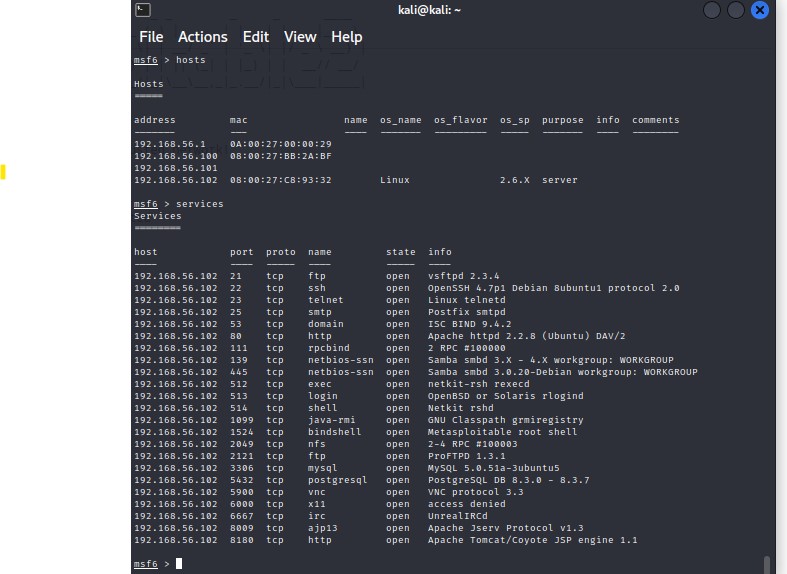 kali@kali: ~
File Actions Edit View Help
msf6 > hosts
Hosts
=====
address mac name os_name os_flavor os_sp purpose info comments
------- --- ---- ------- --------- ----- ------- ---- --------
192.168.56.1 0A:00:27:00:00:29
192.168.56.100 08:00:27:BB:2A:BF
192.168.56.101
192.168.56.102 08:00:27:C8:93:32 Linux 2.6.X server
msf6 > services
Services
========
host port proto name state info
---- ---- ----- ---- ----- ----
192.168.56.102 21 tcp ftp open vsftpd 2.3.4
192.168.56.102 22 tcp ssh open OpenSSH 4.7p1 Debian 8ubuntu1 protocol 2.0
192.168.56.102 23 tcp telnet open Linux telnetd
192.168.56.102 25 tcp smtp open Postfix smtpd
192.168.56.102 53 tcp domain open ISC BIND 9.4.2
192.168.56.102 80 tcp http open Apache httpd 2.2.8 (Ubuntu) DAV/2
192.168.56.102 111 tcp rpcbind open 2 RPC #100000
192.168.56.102 139 tcp netbios-ssn open Samba smbd 3.X - 4.X workgroup: WORKGROUP
192.168.56.102 445 tcp netbios-ssn open Samba smbd 3.0.20-Debian workgroup: WORKGROUP
192.168.56.102 512 tcp exec open netkit-rsh rexecd
192.168.56.102 513 tcp login open OpenBSD or Solaris rlogind
192.168.56.102 514 tcp shell open Netkit rshd
192.168.56.102 1099 tcp java-rmi open GNU Classpath grmiregistry
192.168.56.102 1524 tcp bindshell open Metasploitable root shell
192.168.56.102 2049 tcp nfs open 2-4 RPC #100003
192.168.56.102 2121 tcp ftp open ProFTPD 1.3.1
192.168.56.102 3306 tcp mysql open MySQL 5.0.51a-3ubuntu5
192.168.56.102 5432 tcp postgresql open PostgreSQL DB 8.3.0 - 8.3.7
192.168.56.102 5900 tcp vnc open VNC protocol 3.3
192.168.56.102 6000 tcp x11 open access denied
192.168.56.102 6667 tcp irc open UnrealIRCd
192.168.56.102 8009 tcp ajp13 open Apache Jserv Protocol v1.3
192.168.56.102 8180 tcp http open Apache Tomcat/Coyote JSP engine 1.1
msf6 >